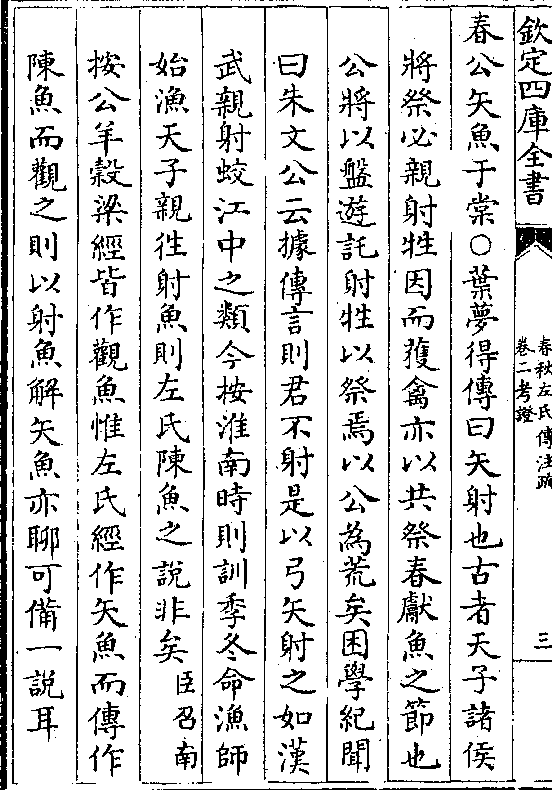 欽定四庫全書
春秋左氏傳注疏
卷二考證
三
春公矢魚于棠○葉夢得傳曰矢射也古者天子諸侯
將祭必親射牲因而獲禽亦以共祭春獻魚之節也
公將以盤遊託射牲以祭焉以公為荒矣困學紀聞
曰朱文公云據傳言則君不射是以弓矢射之如漢
武親射蛟江中之類今按淮南時則訓季冬命漁師
始漁天子親往射魚則左氏陳魚之說非矣臣召南
按公羊穀梁經皆作觀魚惟左氏經作矢魚而傳作
陳魚而觀之則以射魚解矢魚亦聊可備一說耳